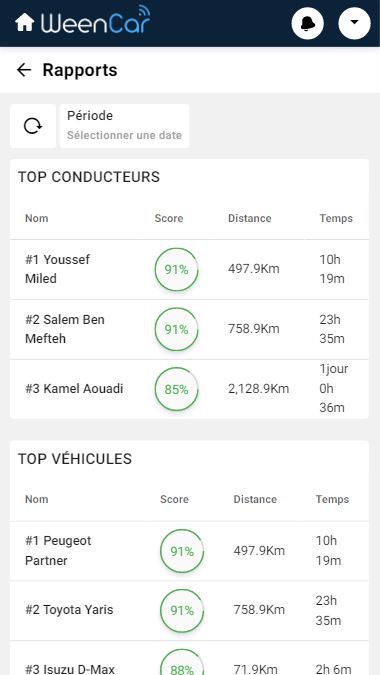 WeenCar
Rapports
Période
Sélectionner une date
TOP CONDUCTEURS
Nom Score Distance Temps
#1 Youssef
Miled
91%
497.9Km
10h
19m
#2 Salem Ben
Mefteh
91%
758.9Km
23h
35m
#3 Kamel Aouadi
85%
2,128.9Km
1jour
0h
36m
TOP VÉHICULES
Nom Score Distance Temps
#1 Peugeot
Partner
91%
497.9Km
10h
19m
#2 Toyota Yaris
91%
758.9Km
23h
35m
#3 Isuzu D-Max 88% 71.9Km 2h 6m